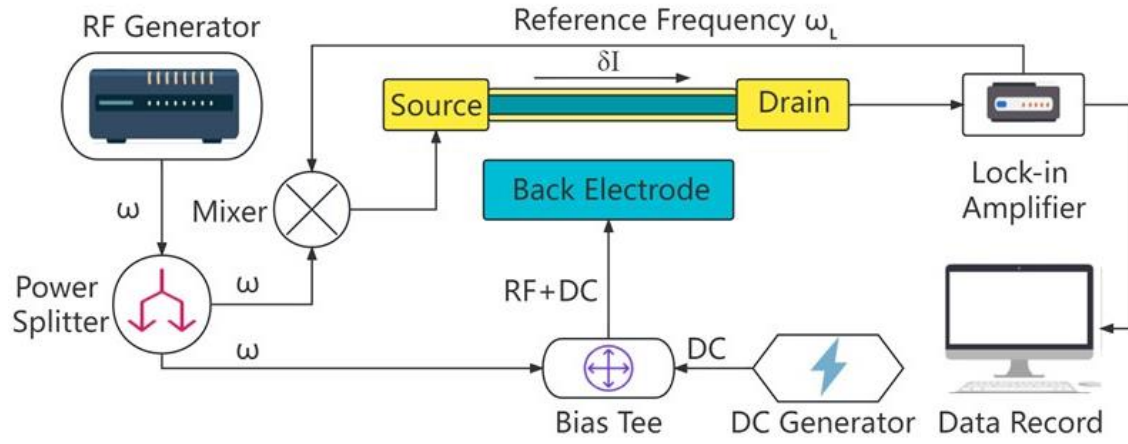 RF Generator
Reference Frequency ω_L
δI
Source
Drain
Back Electrode
Mixer
Lock-in
Amplifier
ω
Power
Splitter
ω
ω
RF+DC
DC
Bias Tee
DC Generator
Data Record